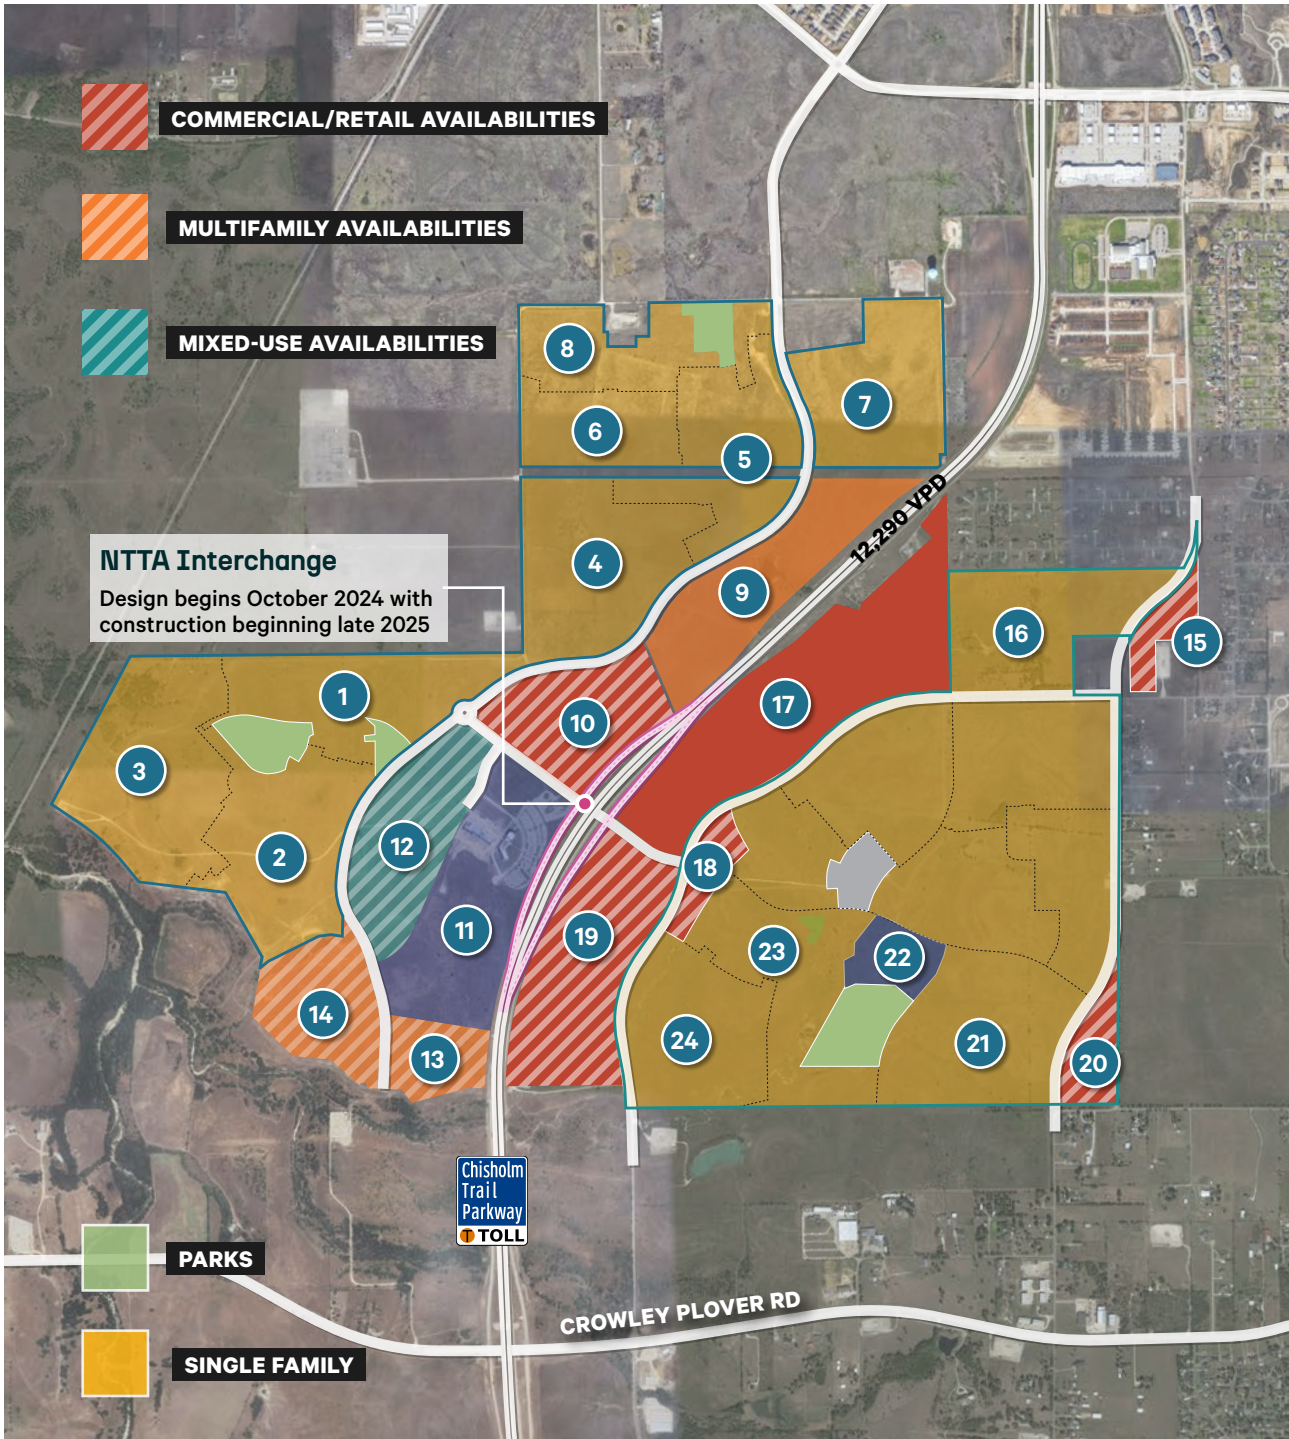 COMMERCIAL/RETAIL AVAILABILITIES
MULTIFAMILY AVAILABILITIES
MIXED-USE AVAILABILITIES
8
7
6
5
12,290 VPD
NTTA Interchange
Design begins October 2024 with
construction beginning late 2025
4
9
16
15
1
10
17
3
12
2
18
11
19
23
22
14
13
24
21
20
Chisholm
Trail
Parkway
T TOLL
PARKS
CROWLEY PLOVER RD
SINGLE FAMILY